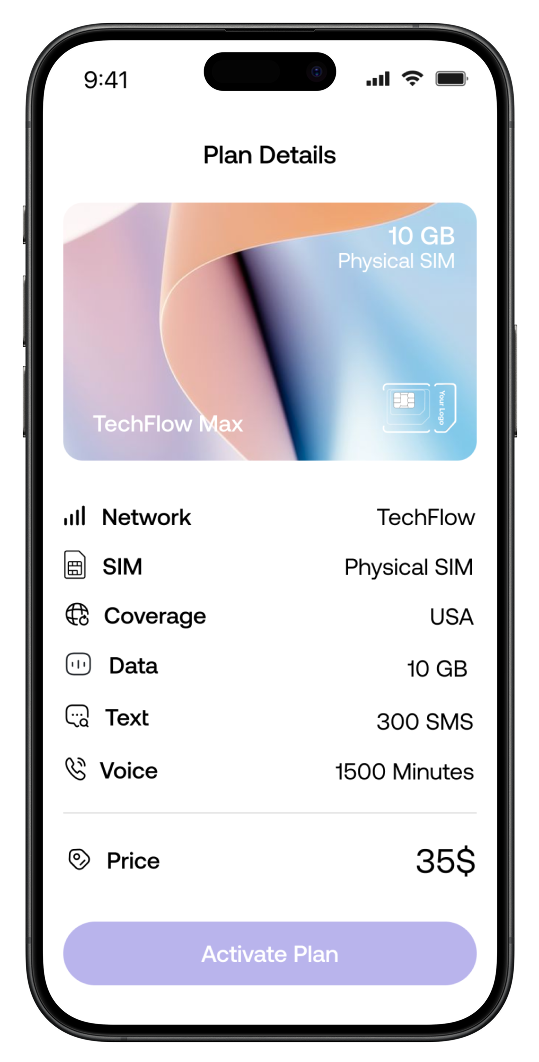 9:41
Plan Details
10 GB
Physical SIM
Your Logo
TechFlow Max
Network TechFlow
SIM Physical SIM
Coverage USA
Data 10 GB
Text 300 SMS
Voice 1500 Minutes
Price 35$
Activate Plan